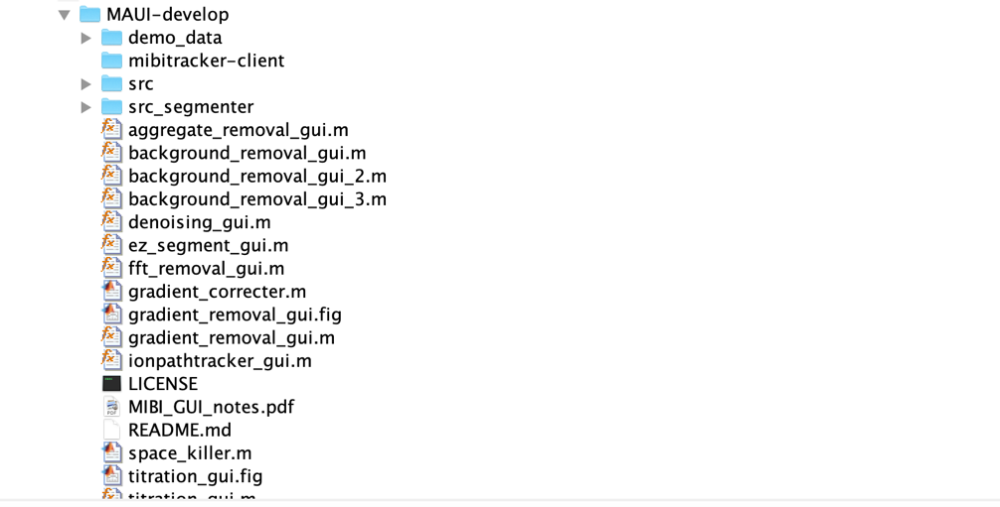 MAUI-develop
demo_data
mibitracker-client
src
src_segmenter
aggregate_removal_gui.m
background_removal_gui.m
background_removal_gui_2.m
background_removal_gui_3.m
denoising_gui.m
ez_segment_gui.m
fft_removal_gui.m
gradient_correcter.m
gradient_removal_gui.fig
gradient_removal_gui.m
ionpathtracker_gui.m
LICENSE
MIBI_GUI_notes.pdf
README.md
space_killer.m
titration_gui.fig
titration_gui.m